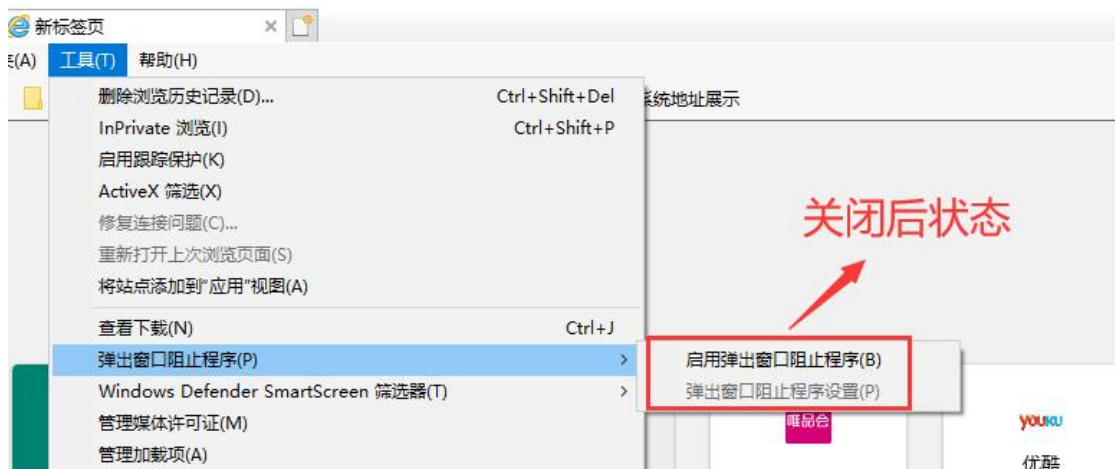 新标签页
(A) 工具(T) 帮助(H)
删除浏览历史记录(D)... Ctrl+Shift+Del
系统地址展示
InPrivate 浏览(I) Ctrl+Shift+P
启用跟踪保护(K)
ActiveX 筛选(X)
修复连接问题(C)...
重新打开上次浏览页面(S)
将站点添加到“应用”视图(A)
关闭后状态
查看下载(N) Ctrl+J
弹出窗口阻止程序(P)
启用弹出窗口阻止程序(B)
Windows Defender SmartScreen 筛选器(T)
弹出窗口阻止程序设置(P)
管理媒体许可证(M)
唯品会
YOUKU
管理加载项(A)
优酷